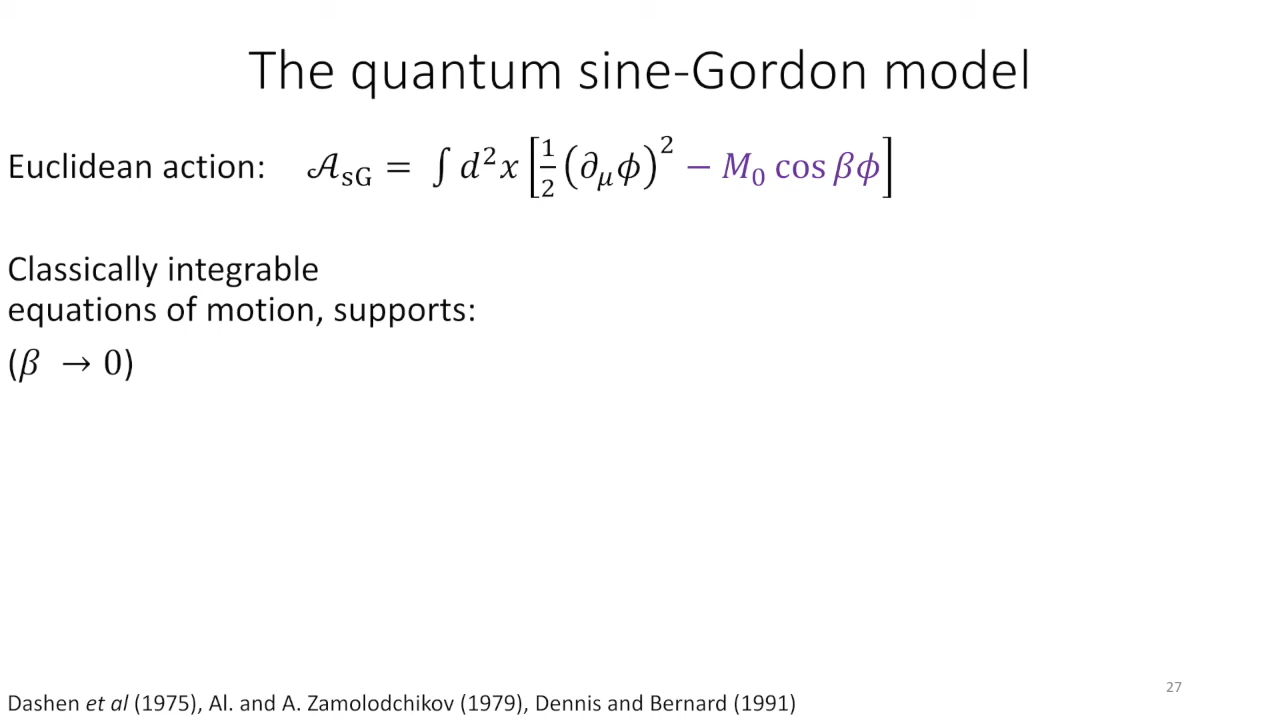 The quantum sine-Gordon model
Euclidean action: 𝒜_sG = ∫ d²x [½ (∂_μ ϕ)² − M₀ cos βϕ]
Classically integrable
equations of motion, supports:
(β → 0)
27
Dashen et al (1975), Al. and A. Zamolodchikov (1979), Dennis and Bernard (1991)